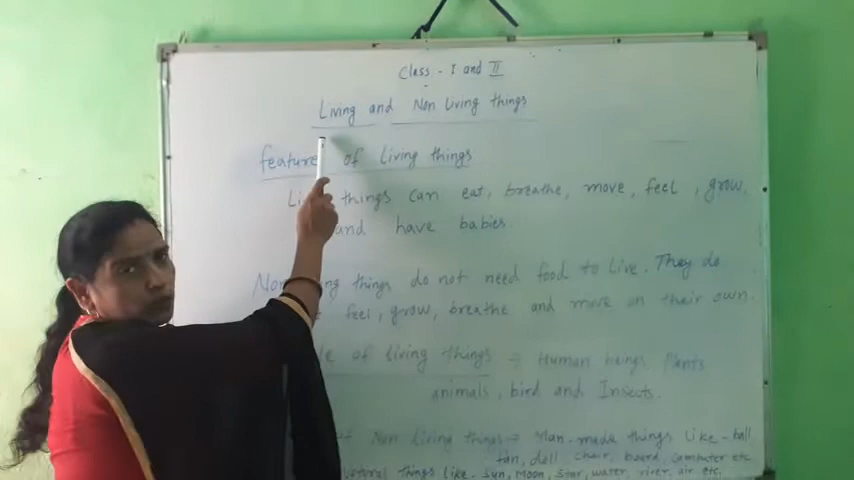 Class - I and II
Living and Non Living things
feature of Living things
things can eat, breathe, move, feel, grow,
and have babies.
Non things do not need food to Live. They do
feel, grow, breathe and move on their own.
of Living things → Human beings Plants
animals, bird and Insects.
of Non Living things → Man-made things Like - ball
fan, doll chair, board, computer etc
things Like - Sun, Moon, Star, water, river, air etc.